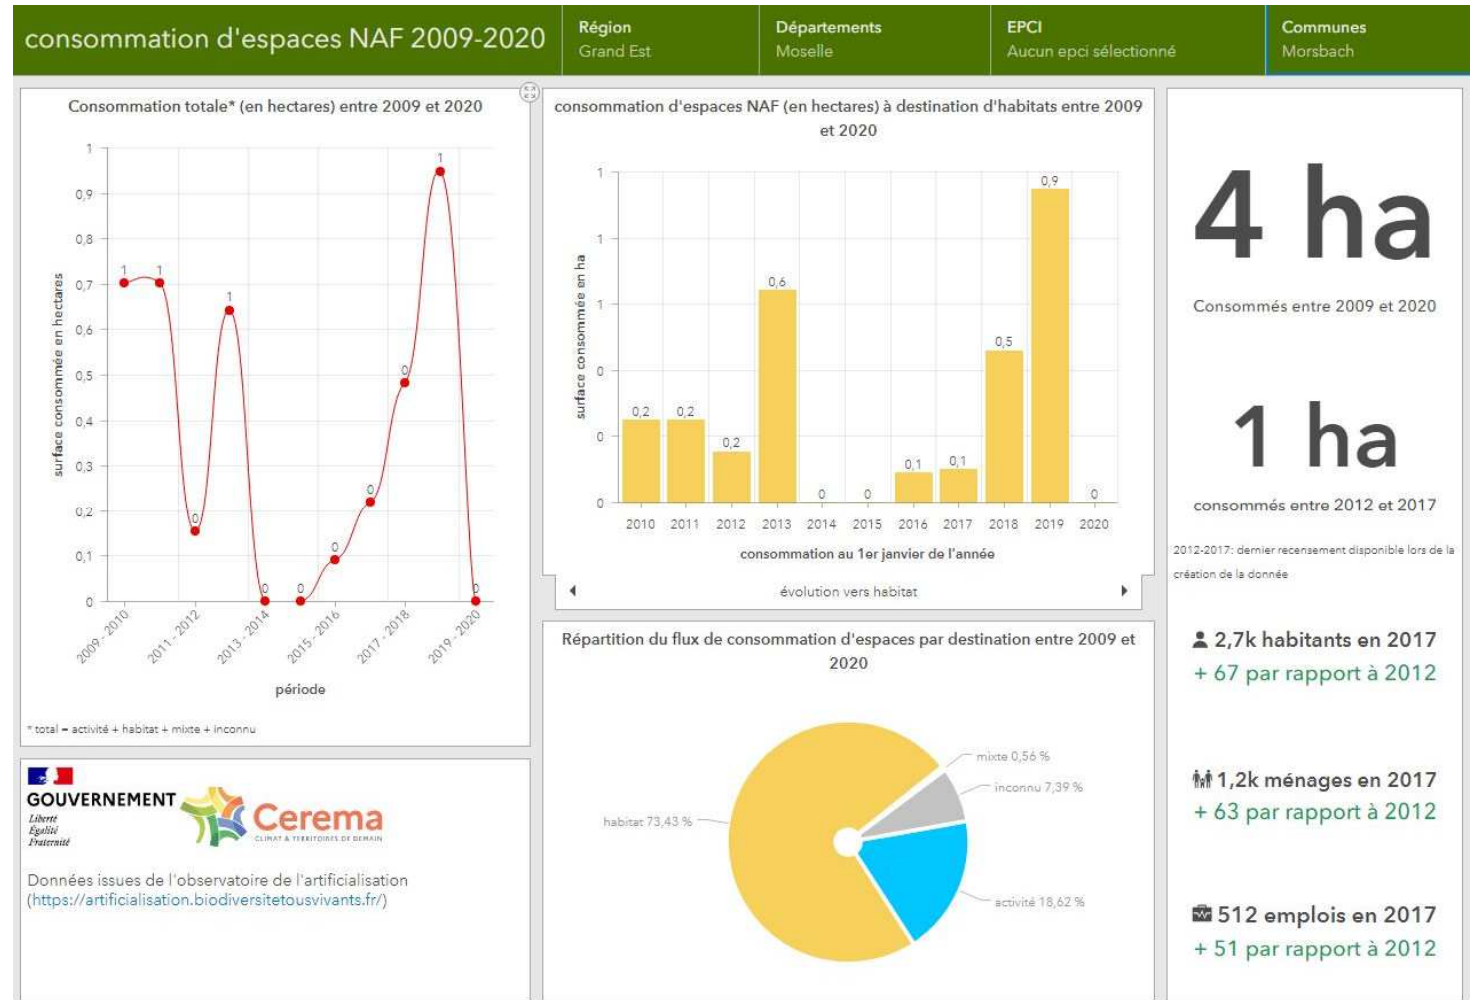 consommation d'espaces NAF 2009-2020
Région
Grand Est
Départements
Moselle
EPCI
Aucun epci sélectionné
Communes
Morsbach
Consommation totale* (en hectares) entre 2009 et 2020
surface consommée en hectares
1
0,9
0,8
0,7
0,6
0,5
0,4
0,3
0,2
0,1
0
1
1
0
1
0
0
0
0
0
1
0
2009 - 2010
2011 - 2012
2013 - 2014
2015 - 2016
2017 - 2018
2019 - 2020
période
* total = activité + habitat + mixte + inconnu
GOUVERNEMENT
Liberté
Égalité
Fraternité
Cerema
CLIMAT & TERRITOIRES DE DEMAIN
Données issues de l'observatoire de l'artificialisation
(https://artificialisation.biodiversitetousvivants.fr/)
consommation d'espaces NAF (en hectares) à destination d'habitats entre 2009
et 2020
surface consommée en ha
1
1
1
0
0
0
0,2
0,2
0,2
0,6
0
0
0,1
0,1
0,5
0,9
0
2010 2011 2012 2013 2014 2015 2016 2017 2018 2019 2020
consommation au 1er janvier de l'année
évolution vers habitat
Répartition du flux de consommation d'espaces par destination entre 2009 et
2020
mixte 0,56 %
inconnu 7,39 %
habitat 73,43 %
activité 18,62 %
4 ha
Consommés entre 2009 et 2020
1 ha
consommés entre 2012 et 2017
2012-2017: dernier recensement disponible lors de la
création de la donnée
2,7k habitants en 2017
+ 67 par rapport à 2012
1,2k ménages en 2017
+ 63 par rapport à 2012
512 emplois en 2017
+ 51 par rapport à 2012